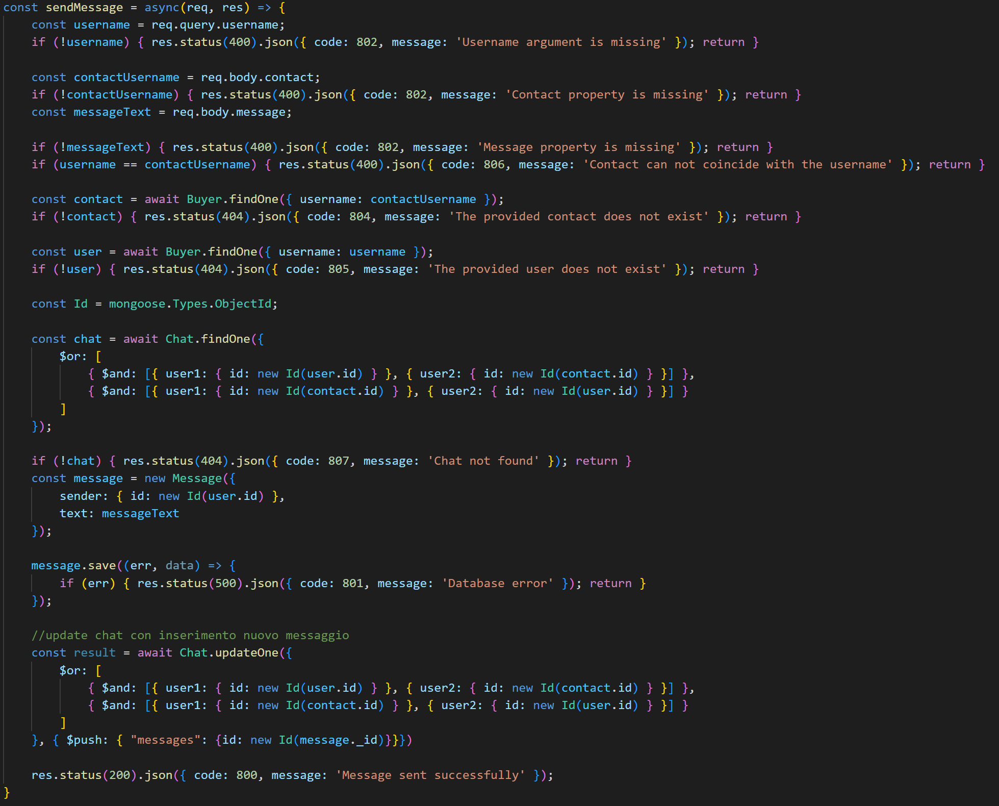 const sendMessage = async(req, res) => {
    const username = req.query.username;
    if (!username) { res.status(400).json({ code: 802, message: 'Username argument is missing' }); return }

    const contactUsername = req.body.contact;
    if (!contactUsername) { res.status(400).json({ code: 802, message: 'Contact property is missing' }); return }
    const messageText = req.body.message;

    if (!messageText) { res.status(400).json({ code: 802, message: 'Message property is missing' }); return }
    if (username == contactUsername) { res.status(400).json({ code: 806, message: 'Contact can not coincide with the username' }); return }

    const contact = await Buyer.findOne({ username: contactUsername });
    if (!contact) { res.status(404).json({ code: 804, message: 'The provided contact does not exist' }); return }

    const user = await Buyer.findOne({ username: username });
    if (!user) { res.status(404).json({ code: 805, message: 'The provided user does not exist' }); return }

    const Id = mongoose.Types.ObjectId;

    const chat = await Chat.findOne({
        $or: [
            { $and: [{ user1: { id: new Id(user.id) } }, { user2: { id: new Id(contact.id) } }] },
            { $and: [{ user1: { id: new Id(contact.id) } }, { user2: { id: new Id(user.id) } }] }
        ]
    });

    if (!chat) { res.status(404).json({ code: 807, message: 'Chat not found' }); return }
    const message = new Message({
        sender: { id: new Id(user.id) },
        text: messageText
    });

    message.save((err, data) => {
        if (err) { res.status(500).json({ code: 801, message: 'Database error' }); return }
    });

    //update chat con inserimento nuovo messaggio
    const result = await Chat.updateOne({
        $or: [
            { $and: [{ user1: { id: new Id(user.id) } }, { user2: { id: new Id(contact.id) } }] },
            { $and: [{ user1: { id: new Id(contact.id) } }, { user2: { id: new Id(user.id) } }] }
        ]
    }, { $push: { "messages": {id: new Id(message._id)}}})

    res.status(200).json({ code: 800, message: 'Message sent successfully' });
}